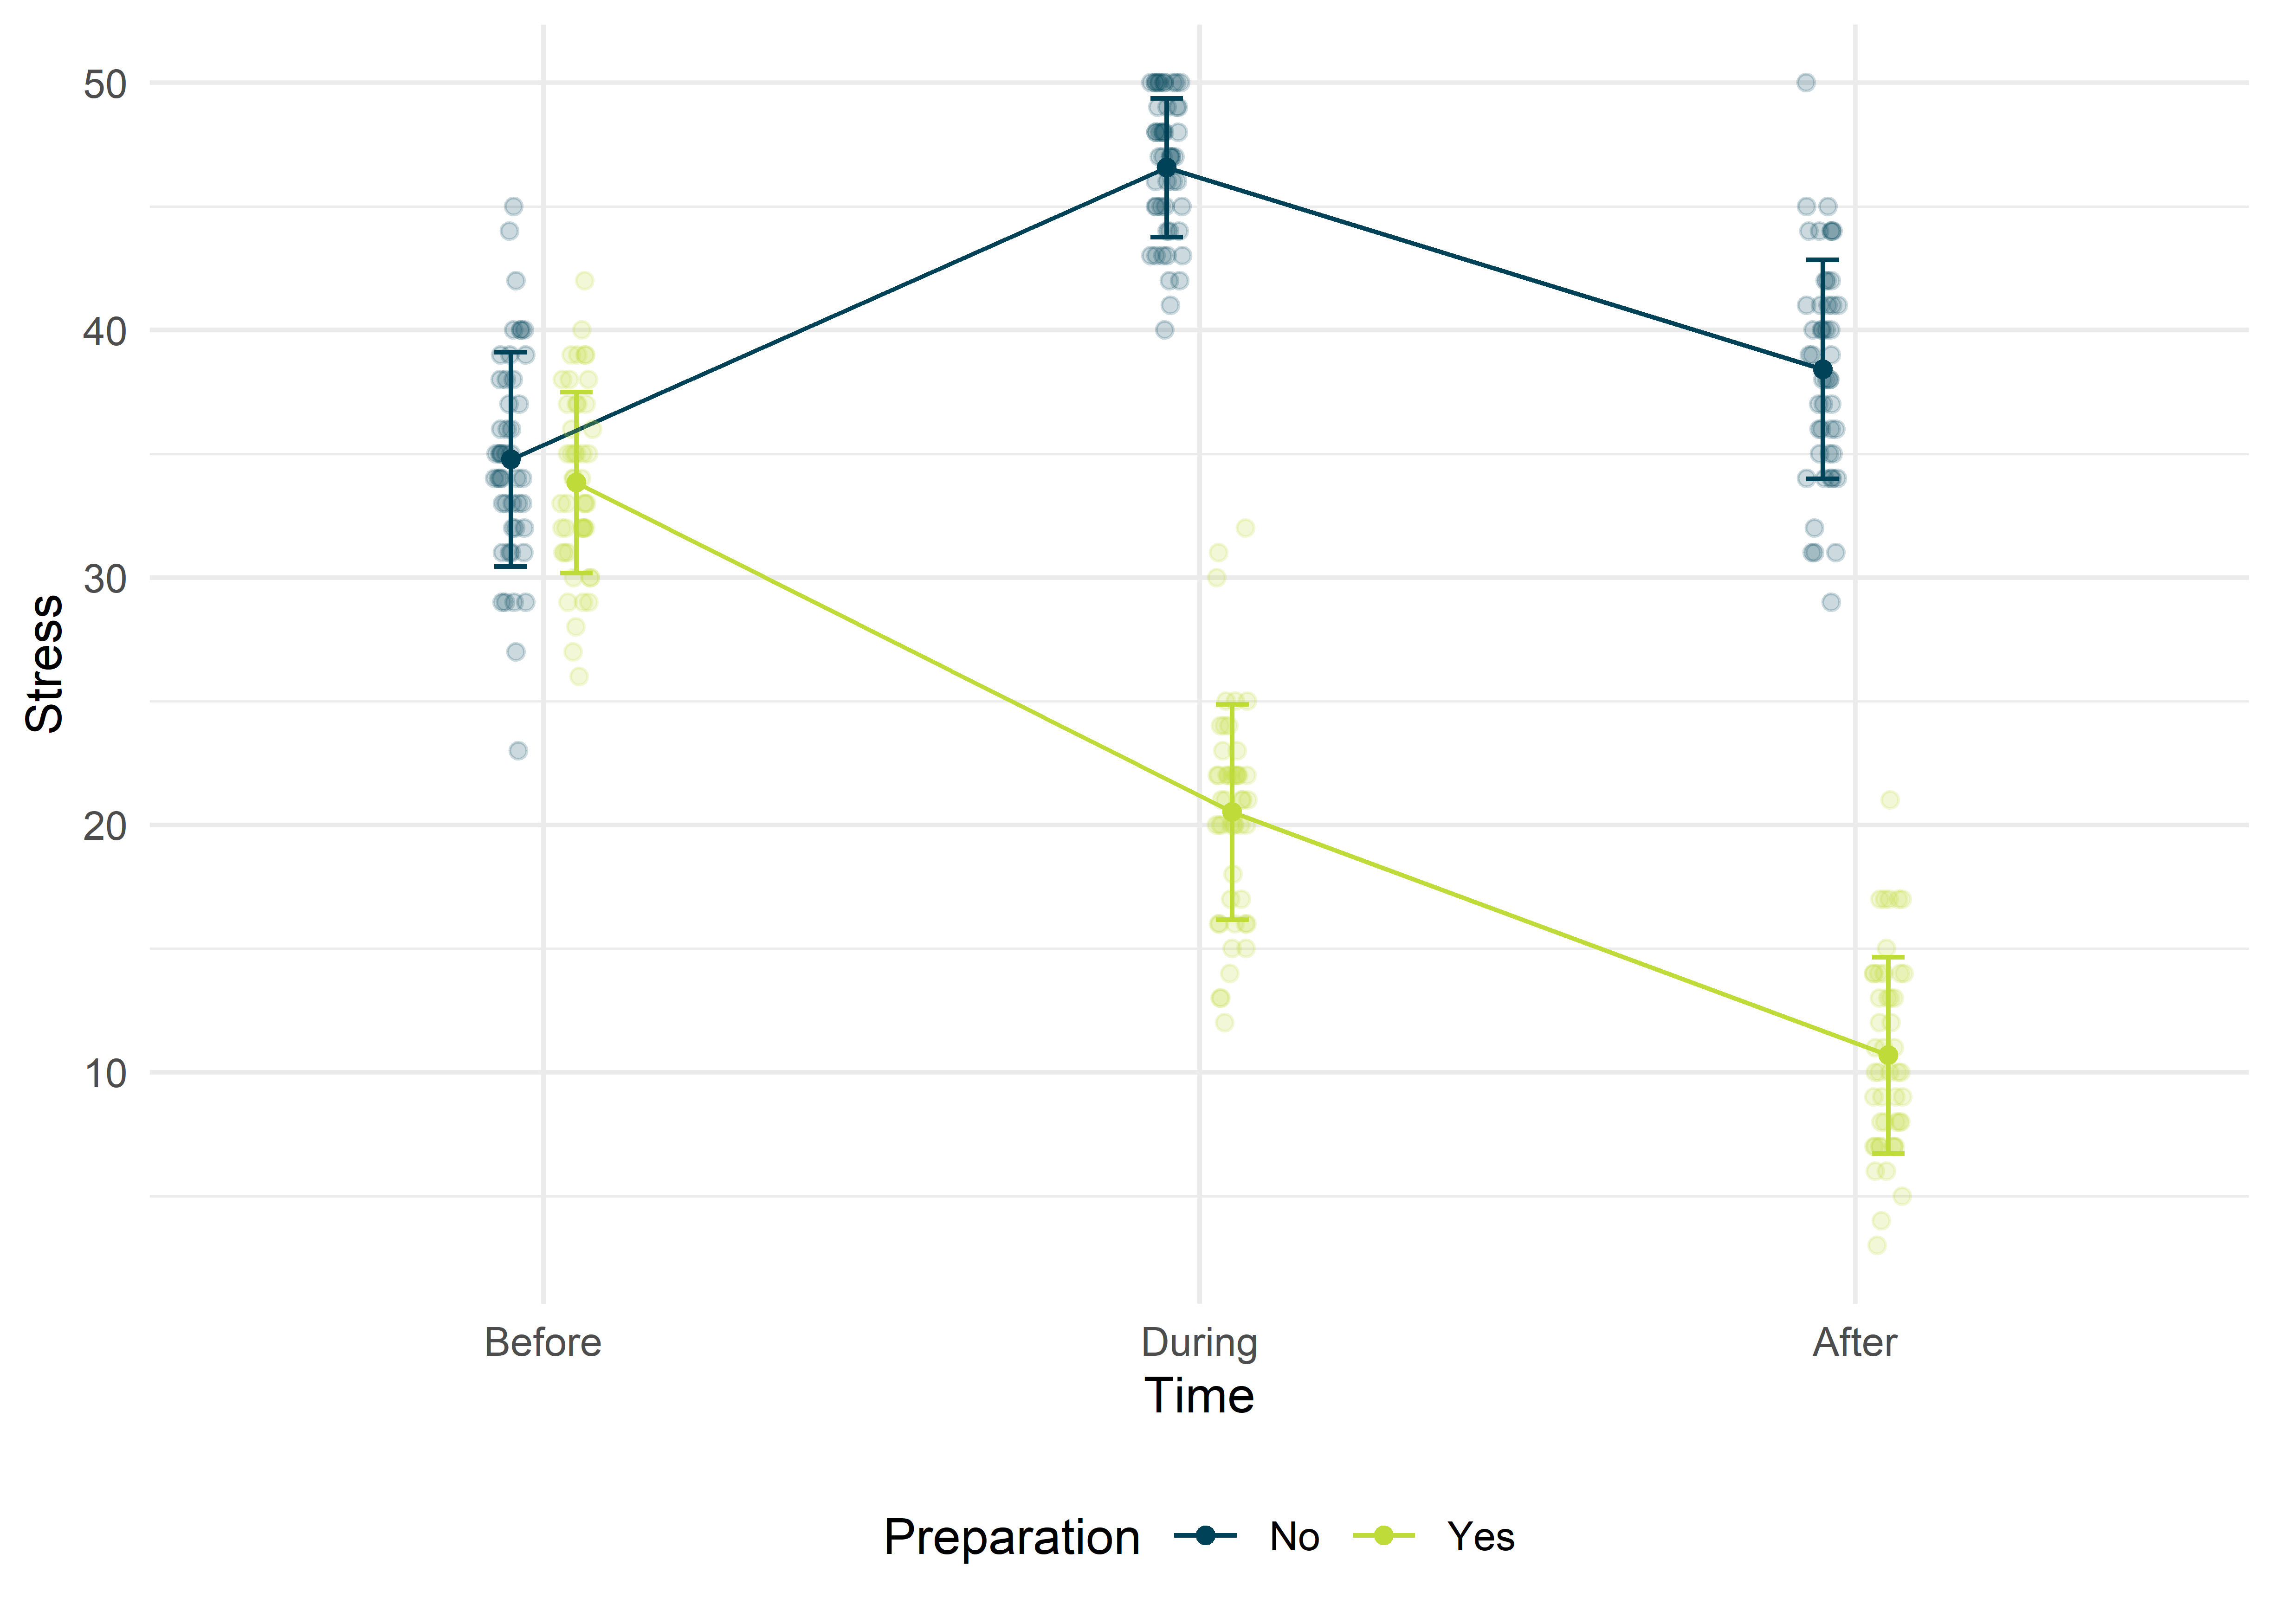 50
40
30
20
10
Stress
Before During After
Time
Preparation No Yes